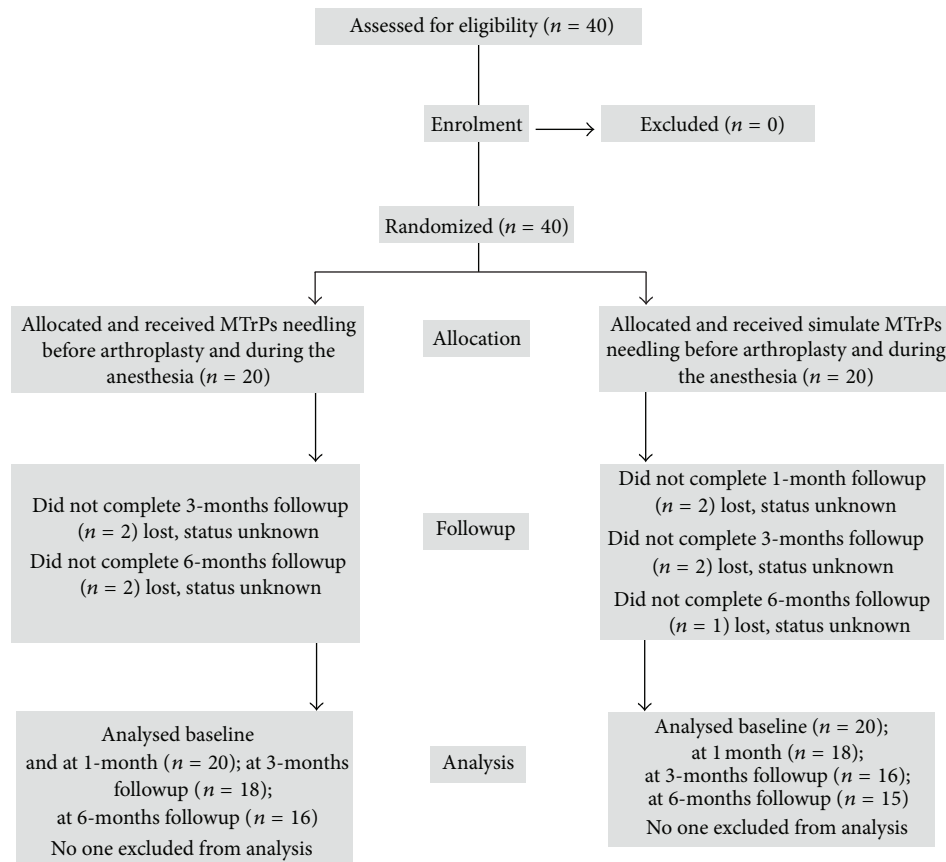 Assessed for eligibility (n = 40)
Enrolment
Excluded (n = 0)
Randomized (n = 40)
Allocated and received MTrPs needling
before arthroplasty and during the
anesthesia (n = 20)
Allocation
Allocated and received simulate MTrPs
needling before arthroplasty and during
the anesthesia (n = 20)
Did not complete 3-months followup
(n = 2) lost, status unknown
Did not complete 6-months followup
(n = 2) lost, status unknown
Followup
Did not complete 1-month followup
(n = 2) lost, status unknown
Did not complete 3-months followup
(n = 2) lost, status unknown
Did not complete 6-months followup
(n = 1) lost, status unknown
Analysed baseline
and at 1-month (n = 20); at 3-months
followup (n = 18);
at 6-months followup (n = 16)
No one excluded from analysis
Analysis
Analysed baseline (n = 20);
at 1 month (n = 18);
at 3-months followup (n = 16);
at 6-months followup (n = 15)
No one excluded from analysis